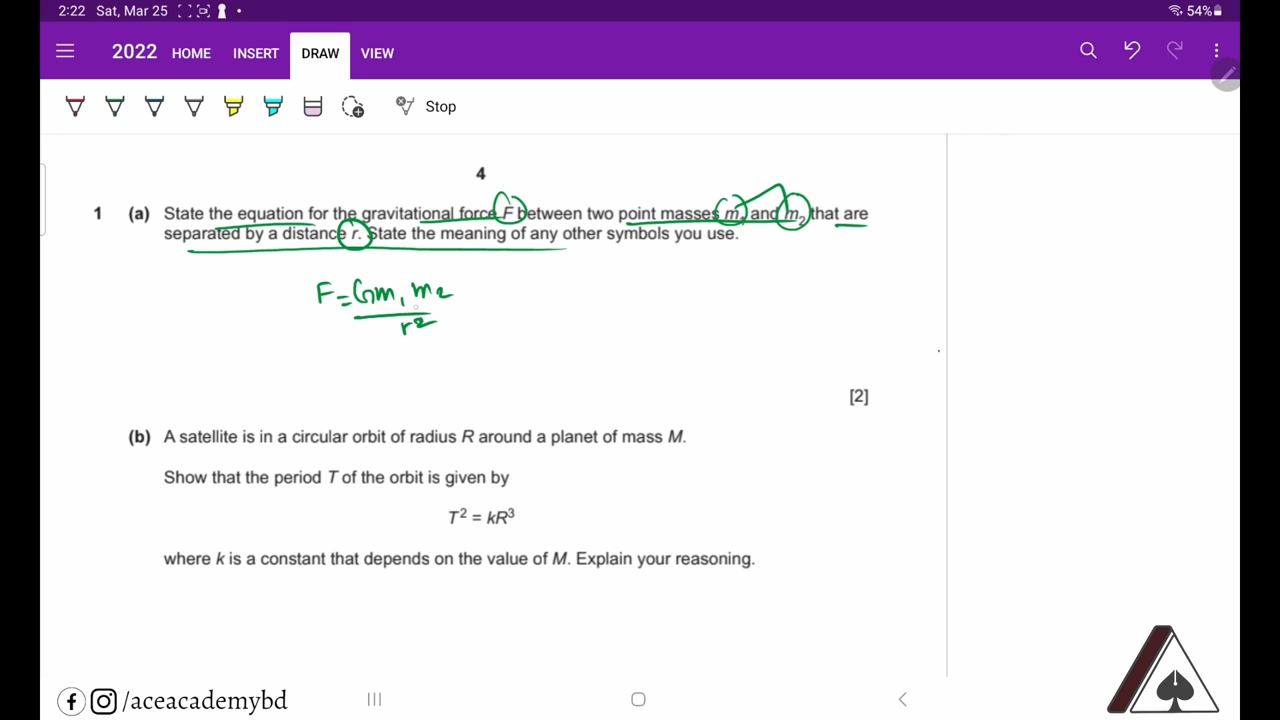 2:22 Sat, Mar 25
54%
2022 HOME INSERT DRAW VIEW
Stop
4
1 (a) State the equation for the gravitational force F between two point masses m₁ and m₂ that are
separated by a distance r. State the meaning of any other symbols you use.
F = Gm₁ m₂
r²
[2]
(b) A satellite is in a circular orbit of radius R around a planet of mass M.
Show that the period T of the orbit is given by
T² = kR³
where k is a constant that depends on the value of M. Explain your reasoning.
/aceacademybd